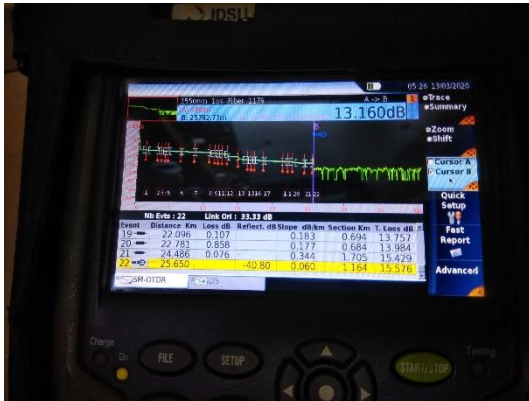 JDSU
05:26 13/03/2020
1550nm 1us Fiber 1179
A -> B
B: 25792.77m
13.160dB
Trace
Summary
Zoom
Shift
Cursor A
Cursor B
Quick
Setup
Fast
Report
Advanced
Nb Evts : 22 Link Orl : 33.33 dB
Event Distance Km Loss dB Reflect. dB Slope dB/km Section Km T. Loss dB
19 22.096 0.107 0.183 0.694 13.757
20 22.781 0.858 0.177 0.684 13.984
21 24.486 0.076 0.344 1.705 15.429
22 25.650 -40.80 0.060 1.164 15.576
SM-OTDR
Charge
On
FILE
SETUP
START/STOP
Testing